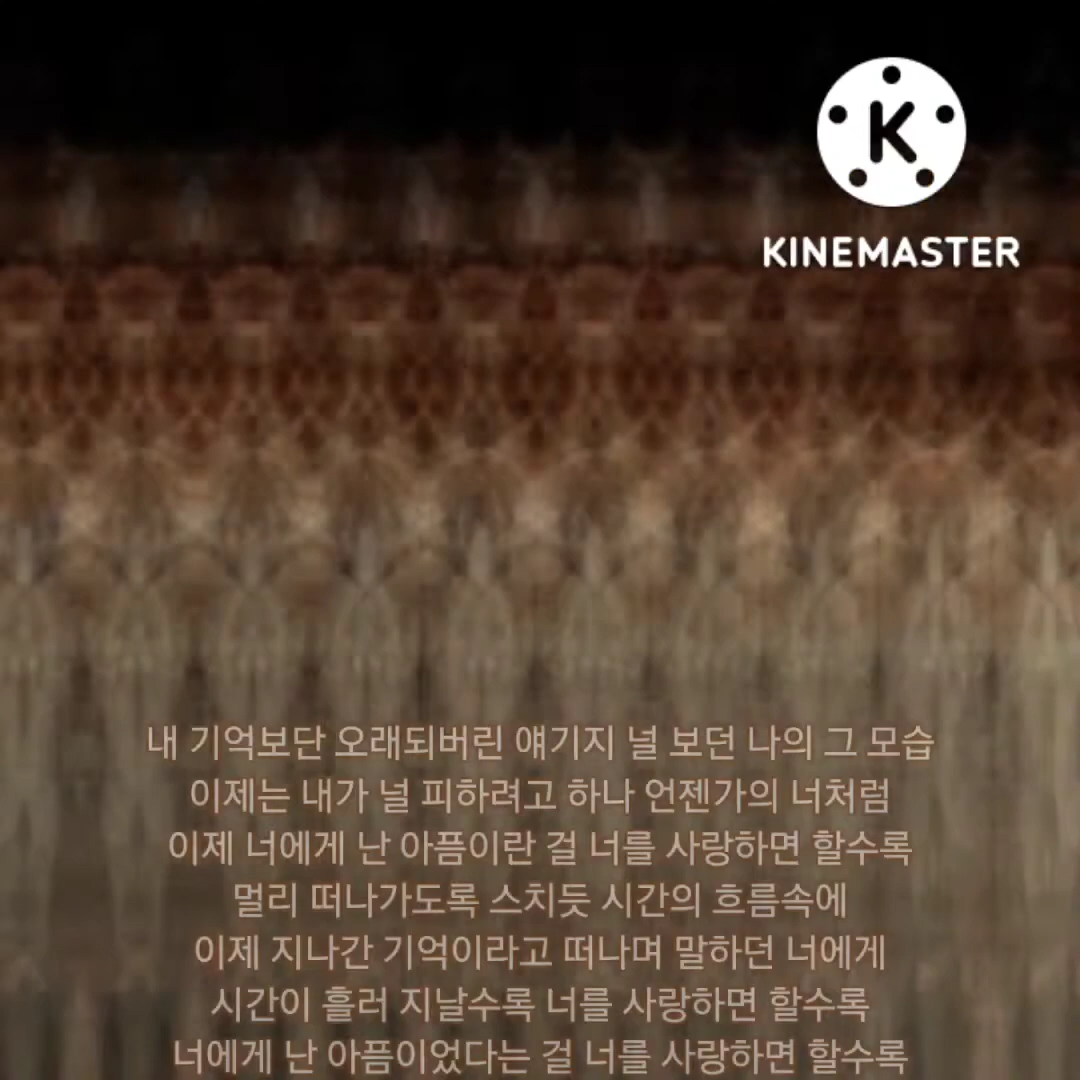 K
KINEMASTER
내 기억보단 오래되버린 얘기지 널 보던 나의 그 모습
이제는 내가 널 피하려고 하나 언젠가의 너처럼
이제 너에게 난 아픔이란 걸 너를 사랑하면 할수록
멀리 떠나가도록 스치듯 시간의 흐름속에
이제 지나간 기억이라고 떠나며 말하던 너에게
시간이 흘러 지날수록 너를 사랑하면 할수록
너에게 난 아픔이었다는 걸 너를 사랑하면 할수록